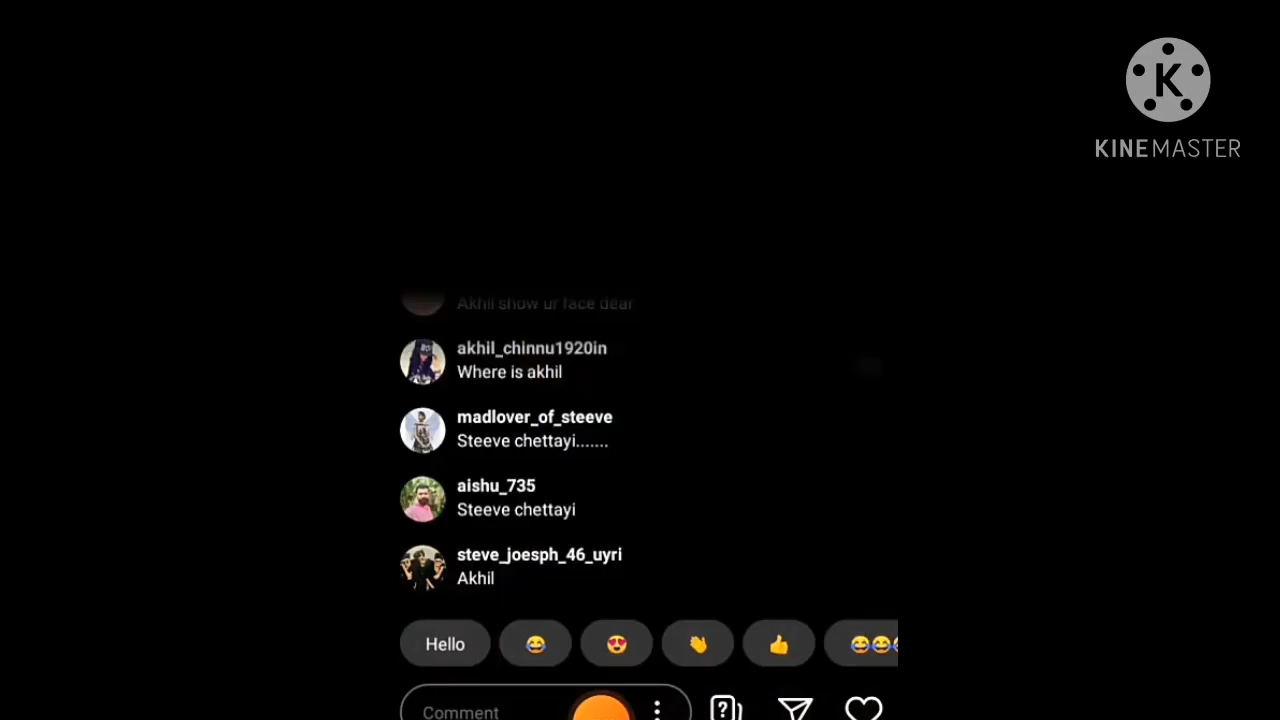 K
KINEMASTER
Akhil show ur face dear
akhil_chinnu1920in
Where is akhil
madlover_of_steeve
Steeve chettayi.......
aishu_735
Steeve chettayi
steve_joesph_46_uyri
Akhil
Hello
Comment